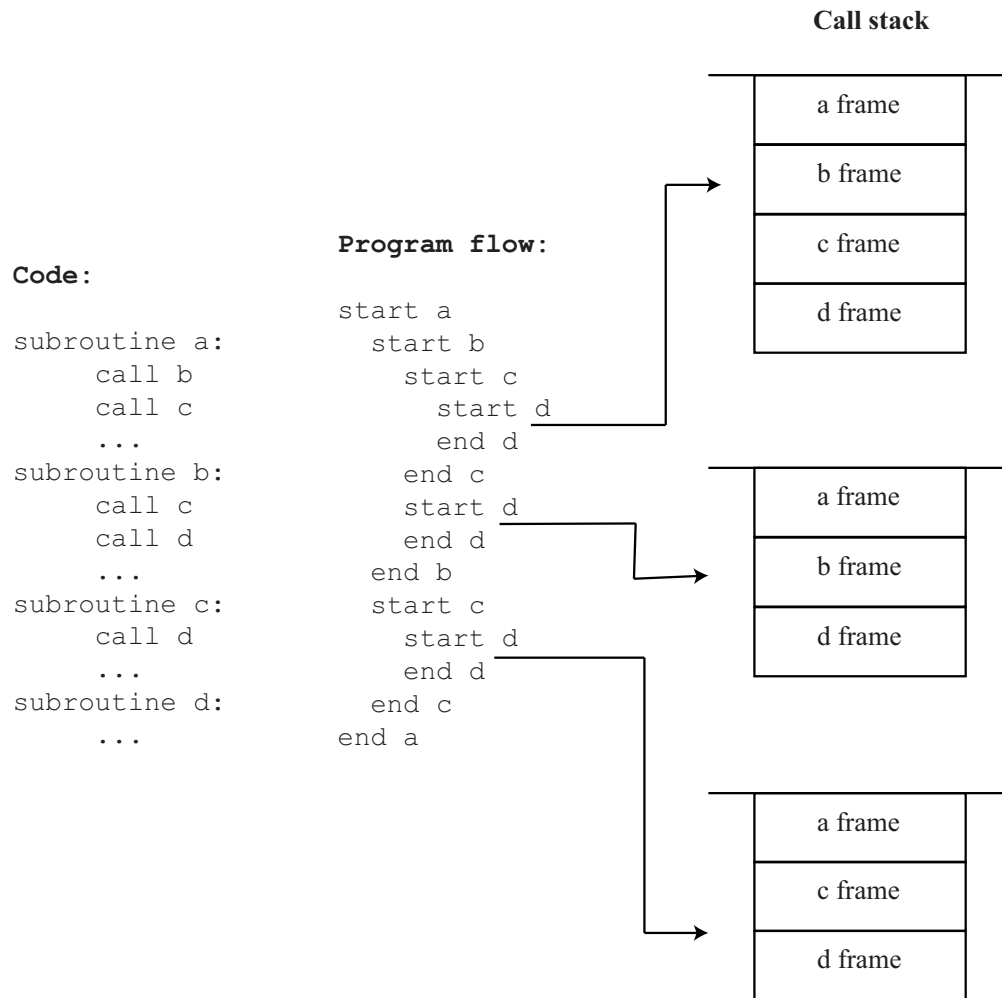 Call stack
a frame
b frame
c frame
d frame
Code:
subroutine a:
call b
call c
...
subroutine b:
call c
call d
...
subroutine c:
call d
...
subroutine d:
...
Program flow:
start a
start b
start c
start d
end d
end c
start d
end d
end b
start c
start d
end d
end c
end a
a frame
b frame
d frame
a frame
c frame
d frame